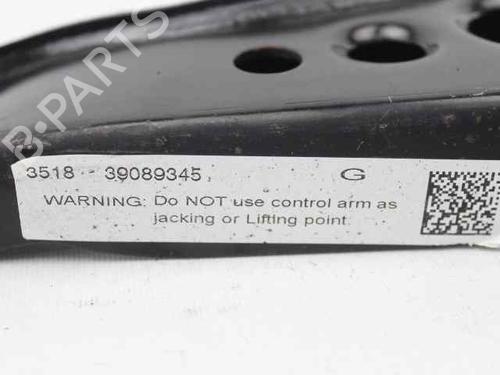 B-PARTS
3518 39089345 G
WARNING: Do NOT use control arm as
jacking or Lifting point